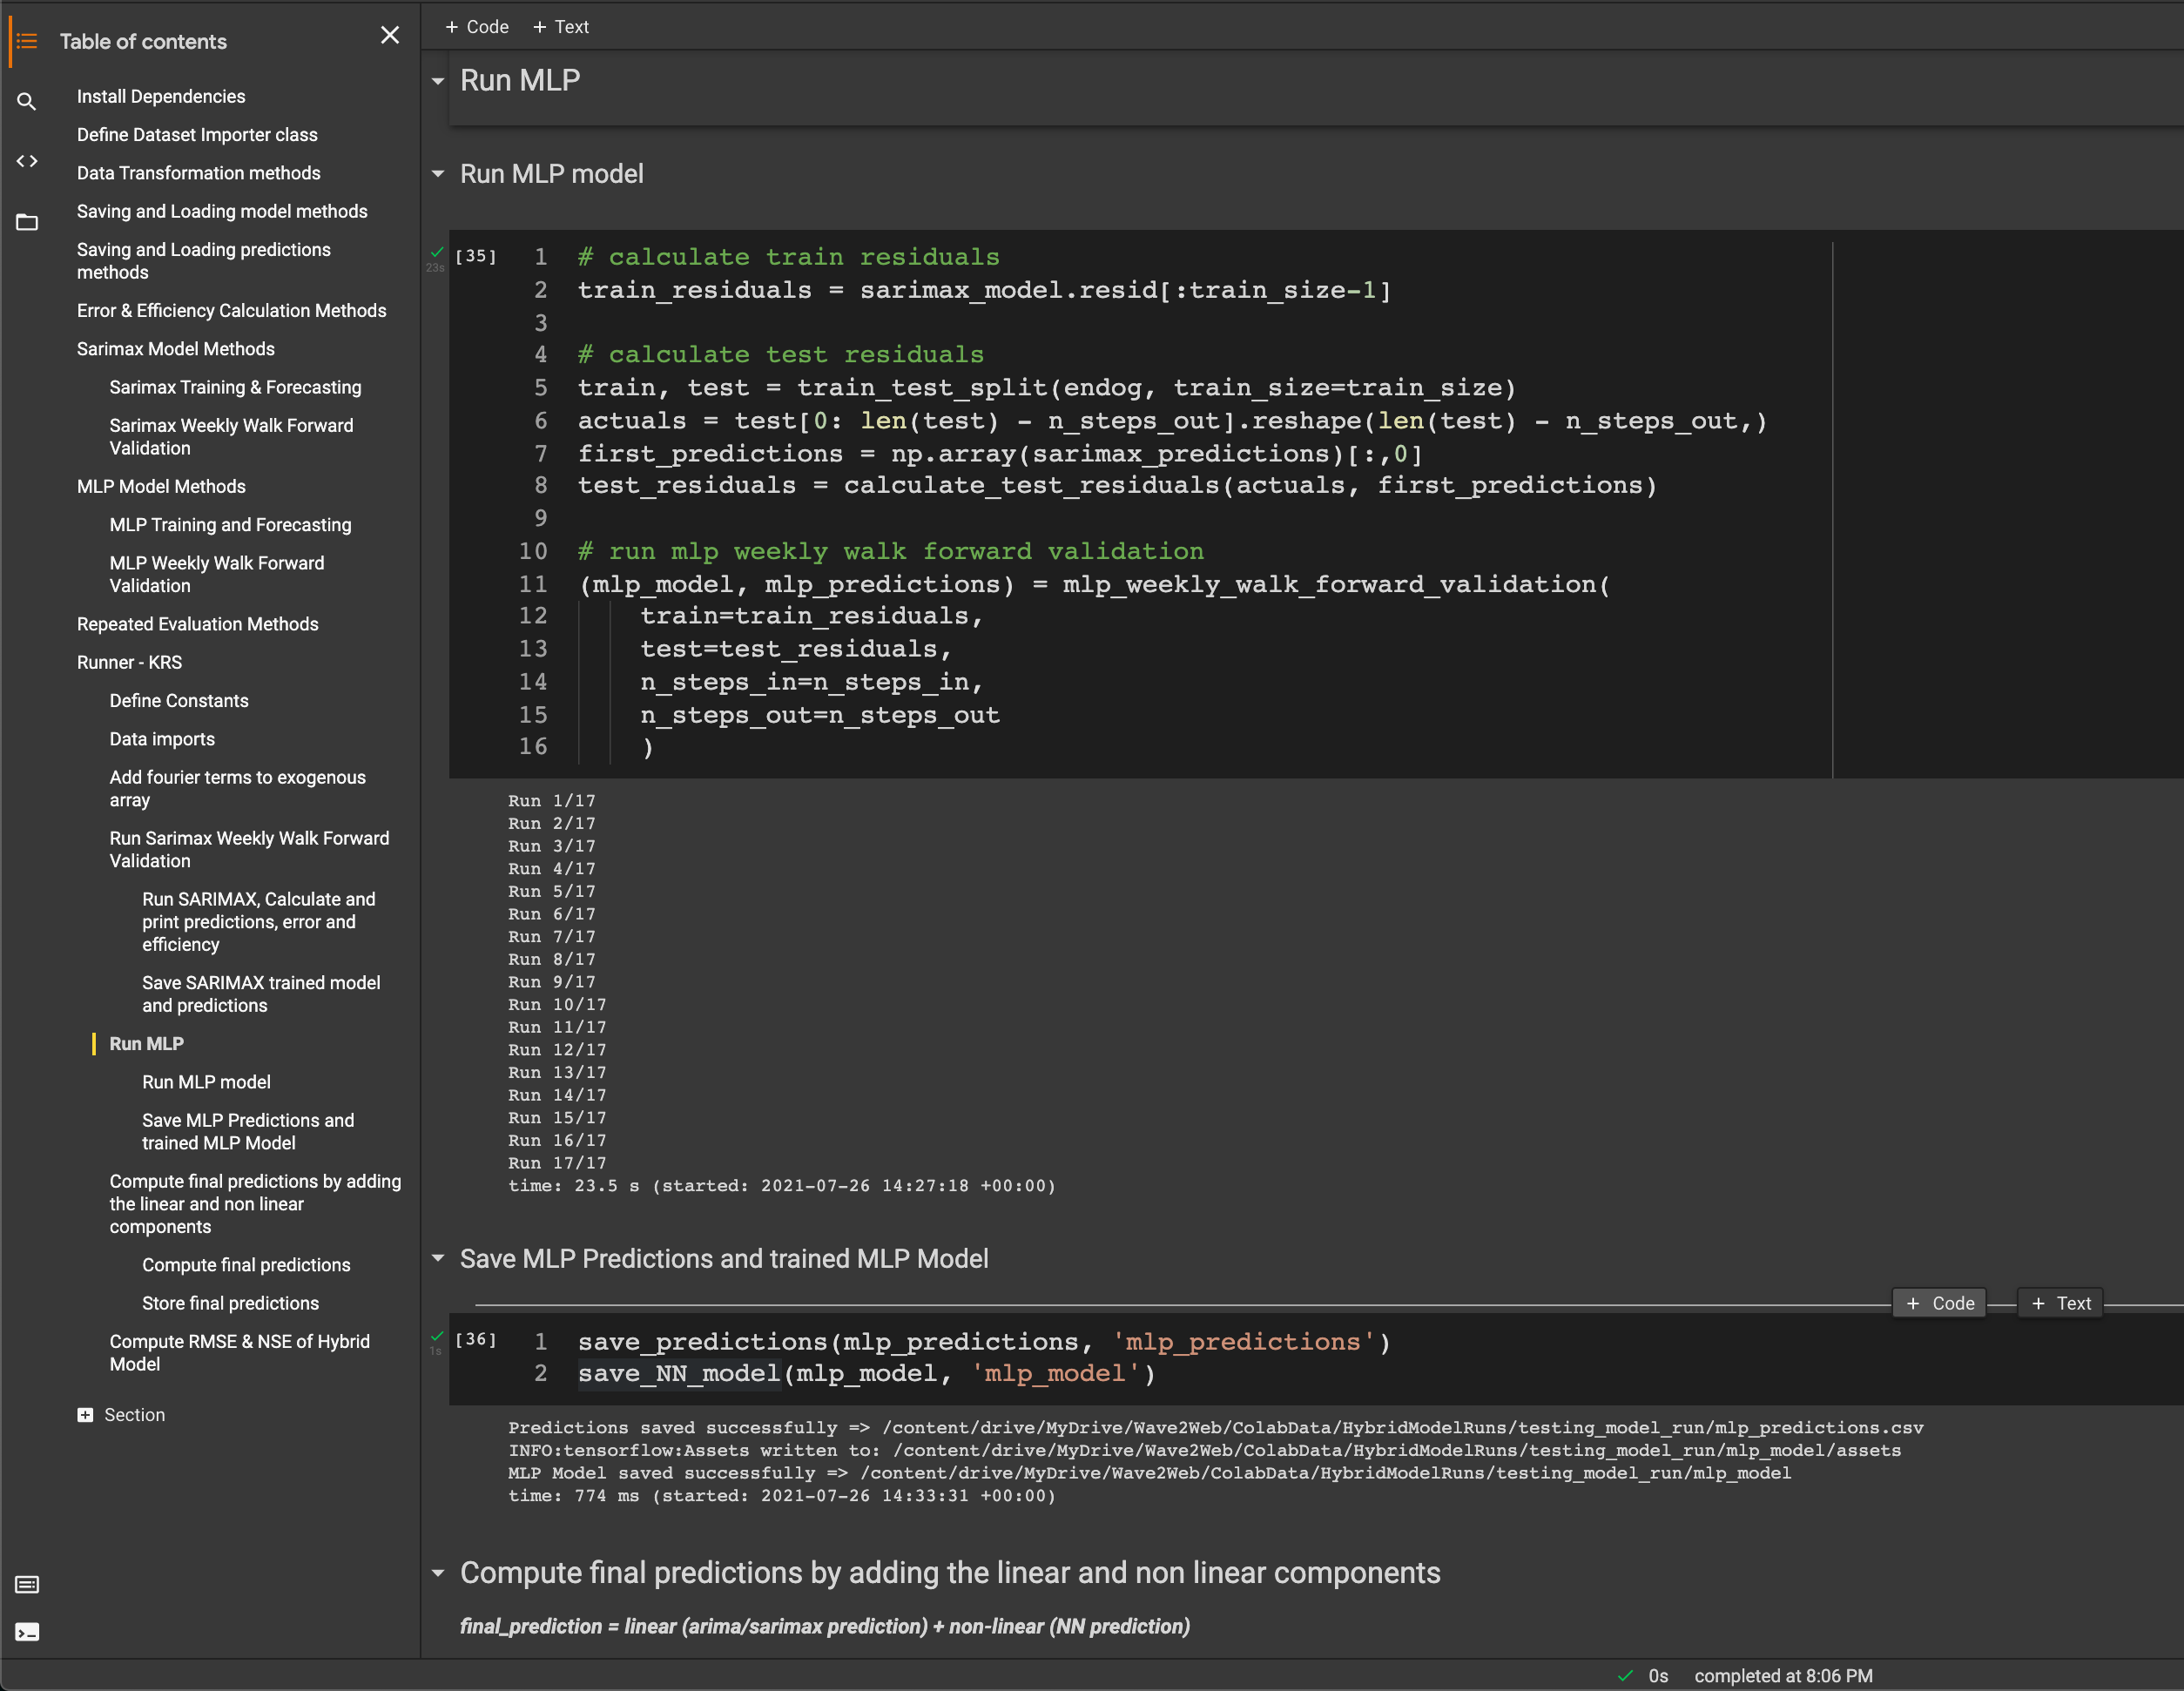 Table of contents
Install Dependencies
Define Dataset Importer class
Data Transformation methods
Saving and Loading model methods
Saving and Loading predictions
methods
Error & Efficiency Calculation Methods
Sarimax Model Methods
Sarimax Training & Forecasting
Sarimax Weekly Walk Forward
Validation
MLP Model Methods
MLP Training and Forecasting
MLP Weekly Walk Forward
Validation
Repeated Evaluation Methods
Runner - KRS
Define Constants
Data imports
Add fourier terms to exogenous
array
Run Sarimax Weekly Walk Forward
Validation
Run SARIMAX, Calculate and
print predictions, error and
efficiency
Save SARIMAX trained model
and predictions
Run MLP
Run MLP model
Save MLP Predictions and
trained MLP Model
Compute final predictions by adding
the linear and non linear
components
Compute final predictions
Store final predictions
Compute RMSE & NSE of Hybrid
Model
Section
+ Code + Text
Run MLP
Run MLP model
23s
[35]
1 # calculate train residuals
2 train_residuals = sarimax_model.resid[:train_size-1]
3
4 # calculate test residuals
5 train, test = train_test_split(endog, train_size=train_size)
6 actuals = test[0: len(test) - n_steps_out].reshape(len(test) - n_steps_out,)
7 first_predictions = np.array(sarimax_predictions)[:,0]
8 test_residuals = calculate_test_residuals(actuals, first_predictions)
9
10 # run mlp weekly walk forward validation
11 (mlp_model, mlp_predictions) = mlp_weekly_walk_forward_validation(
12 train=train_residuals,
13 test=test_residuals,
14 n_steps_in=n_steps_in,
15 n_steps_out=n_steps_out
16 )
Run 1/17
Run 2/17
Run 3/17
Run 4/17
Run 5/17
Run 6/17
Run 7/17
Run 8/17
Run 9/17
Run 10/17
Run 11/17
Run 12/17
Run 13/17
Run 14/17
Run 15/17
Run 16/17
Run 17/17
time: 23.5 s (started: 2021-07-26 14:27:18 +00:00)
Save MLP Predictions and trained MLP Model
+ Code + Text
1s
[36]
1 save_predictions(mlp_predictions, 'mlp_predictions')
2 save_NN_model(mlp_model, 'mlp_model')
Predictions saved successfully => /content/drive/MyDrive/Wave2Web/ColabData/HybridModelRuns/testing_model_run/mlp_predictions.csv
INFO:tensorflow:Assets written to: /content/drive/MyDrive/Wave2Web/ColabData/HybridModelRuns/testing_model_run/mlp_model/assets
MLP Model saved successfully => /content/drive/MyDrive/Wave2Web/ColabData/HybridModelRuns/testing_model_run/mlp_model
time: 774 ms (started: 2021-07-26 14:33:31 +00:00)
Compute final predictions by adding the linear and non linear components
final_prediction = linear (arima/sarimax prediction) + non-linear (NN prediction)
0s completed at 8:06 PM